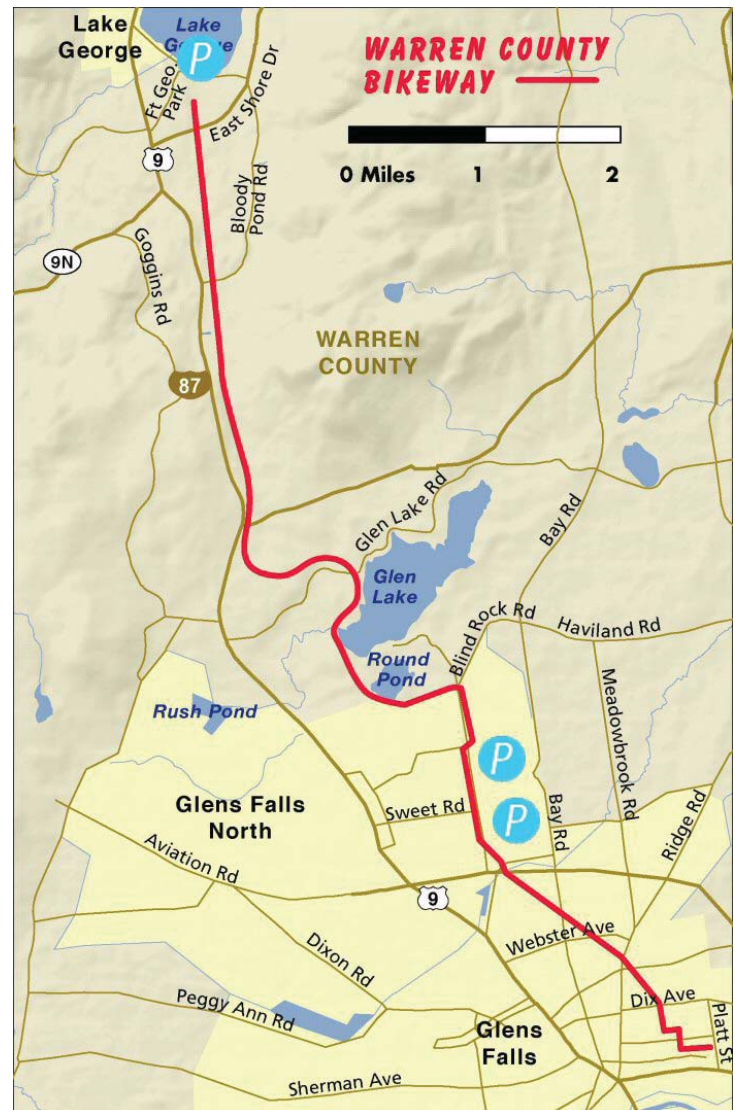 Lake
George
Lake
George
P
WARREN COUNTY
BIKEWAY
Ft Geo.
Park
East Shore Dr
0 Miles 1 2
9
Bloody
Pond Rd
9N
Goggins Rd
WARREN
COUNTY
87
Glen Lake Rd
Bay Rd
Glen
Lake
Blind Rock Rd
Haviland Rd
Round
Pond
Rush Pond
Meadowbrook Rd
P
Glens Falls
North
Sweet Rd
P
Bay Rd
Ridge Rd
Aviation Rd
9
Webster Ave
Dixon Rd
Dix Ave
Peggy Ann Rd
Platt St
Glens
Falls
Sherman Ave